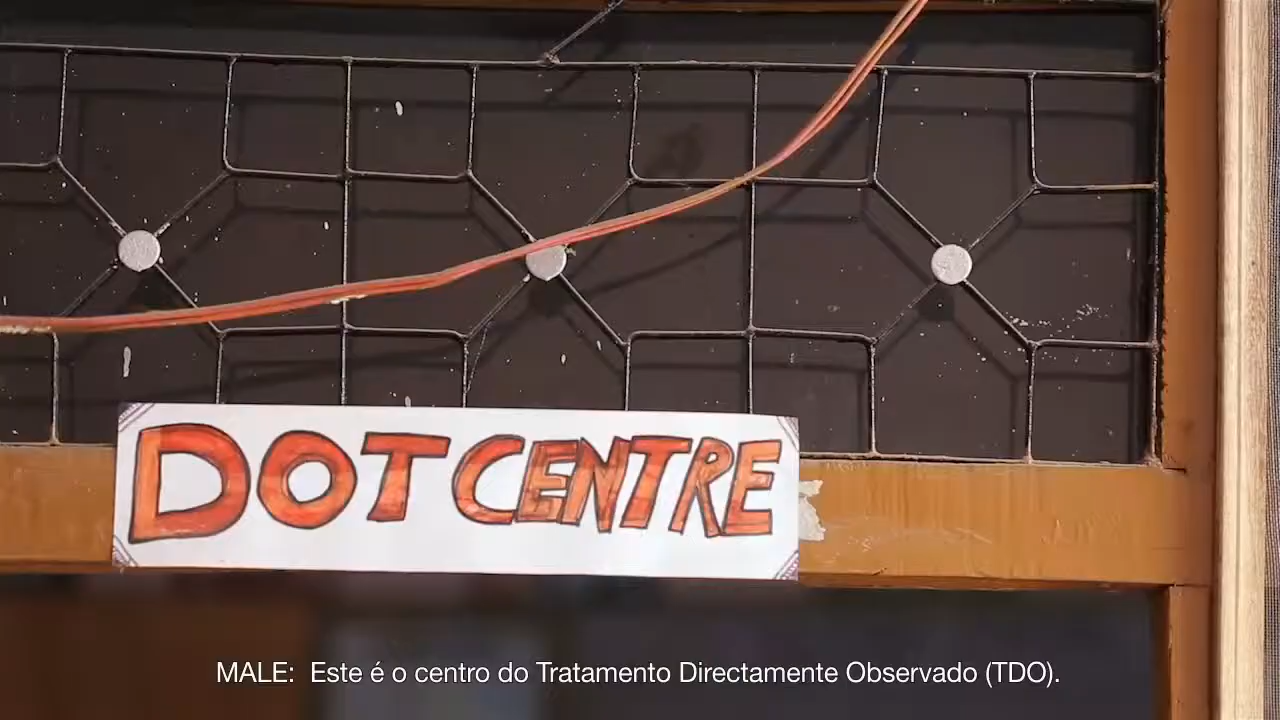 DOT CENTRE
MALE: Este é o centro do Tratamento Directamente Observado (TDO).